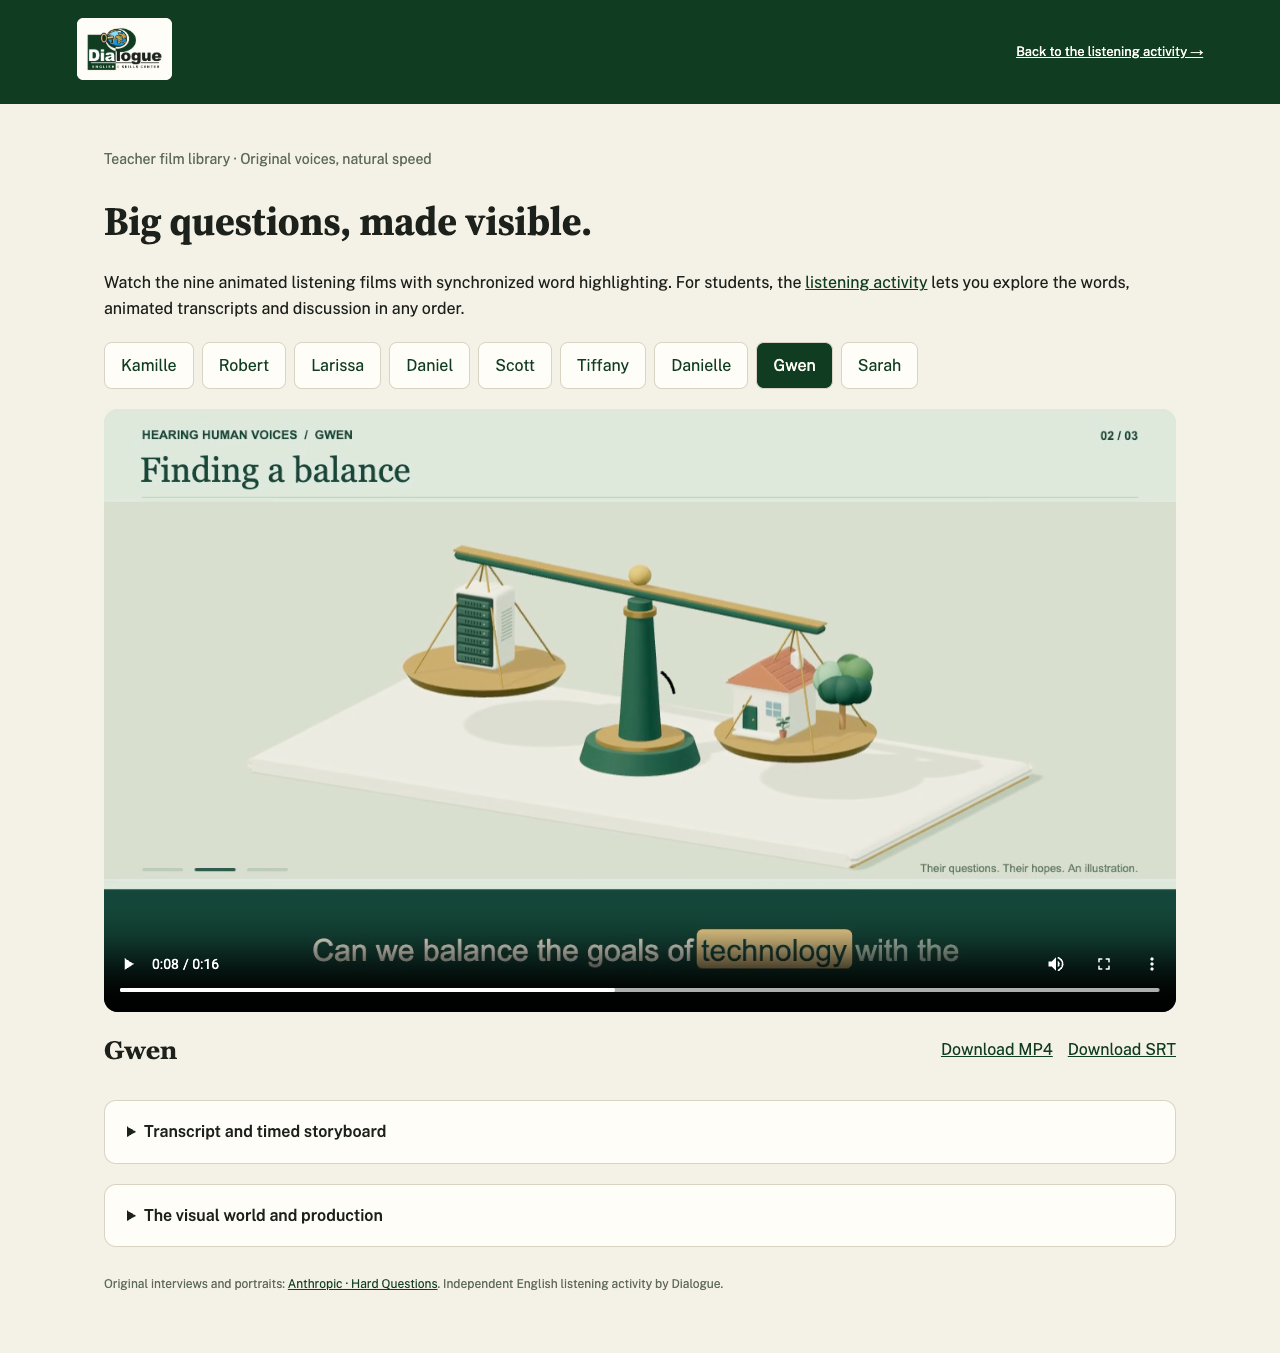 Dialogue
ENGLISH SKILLS CENTER
Back to the listening activity →
Teacher film library · Original voices, natural speed
Big questions, made visible.
Watch the nine animated listening films with synchronized word highlighting. For students, the listening activity lets you explore the words,
animated transcripts and discussion in any order.
Kamille
Robert
Larissa
Daniel
Scott
Tiffany
Danielle
Gwen
Sarah
HEARING HUMAN VOICES / GWEN
02 / 03
Finding a balance
Their questions. Their hopes. An illustration.
Can we balance the goals of technology with the
0:08 / 0:16
Gwen
Download MP4
Download SRT
Transcript and timed storyboard
The visual world and production
Original interviews and portraits: Anthropic · Hard Questions. Independent English listening activity by Dialogue.